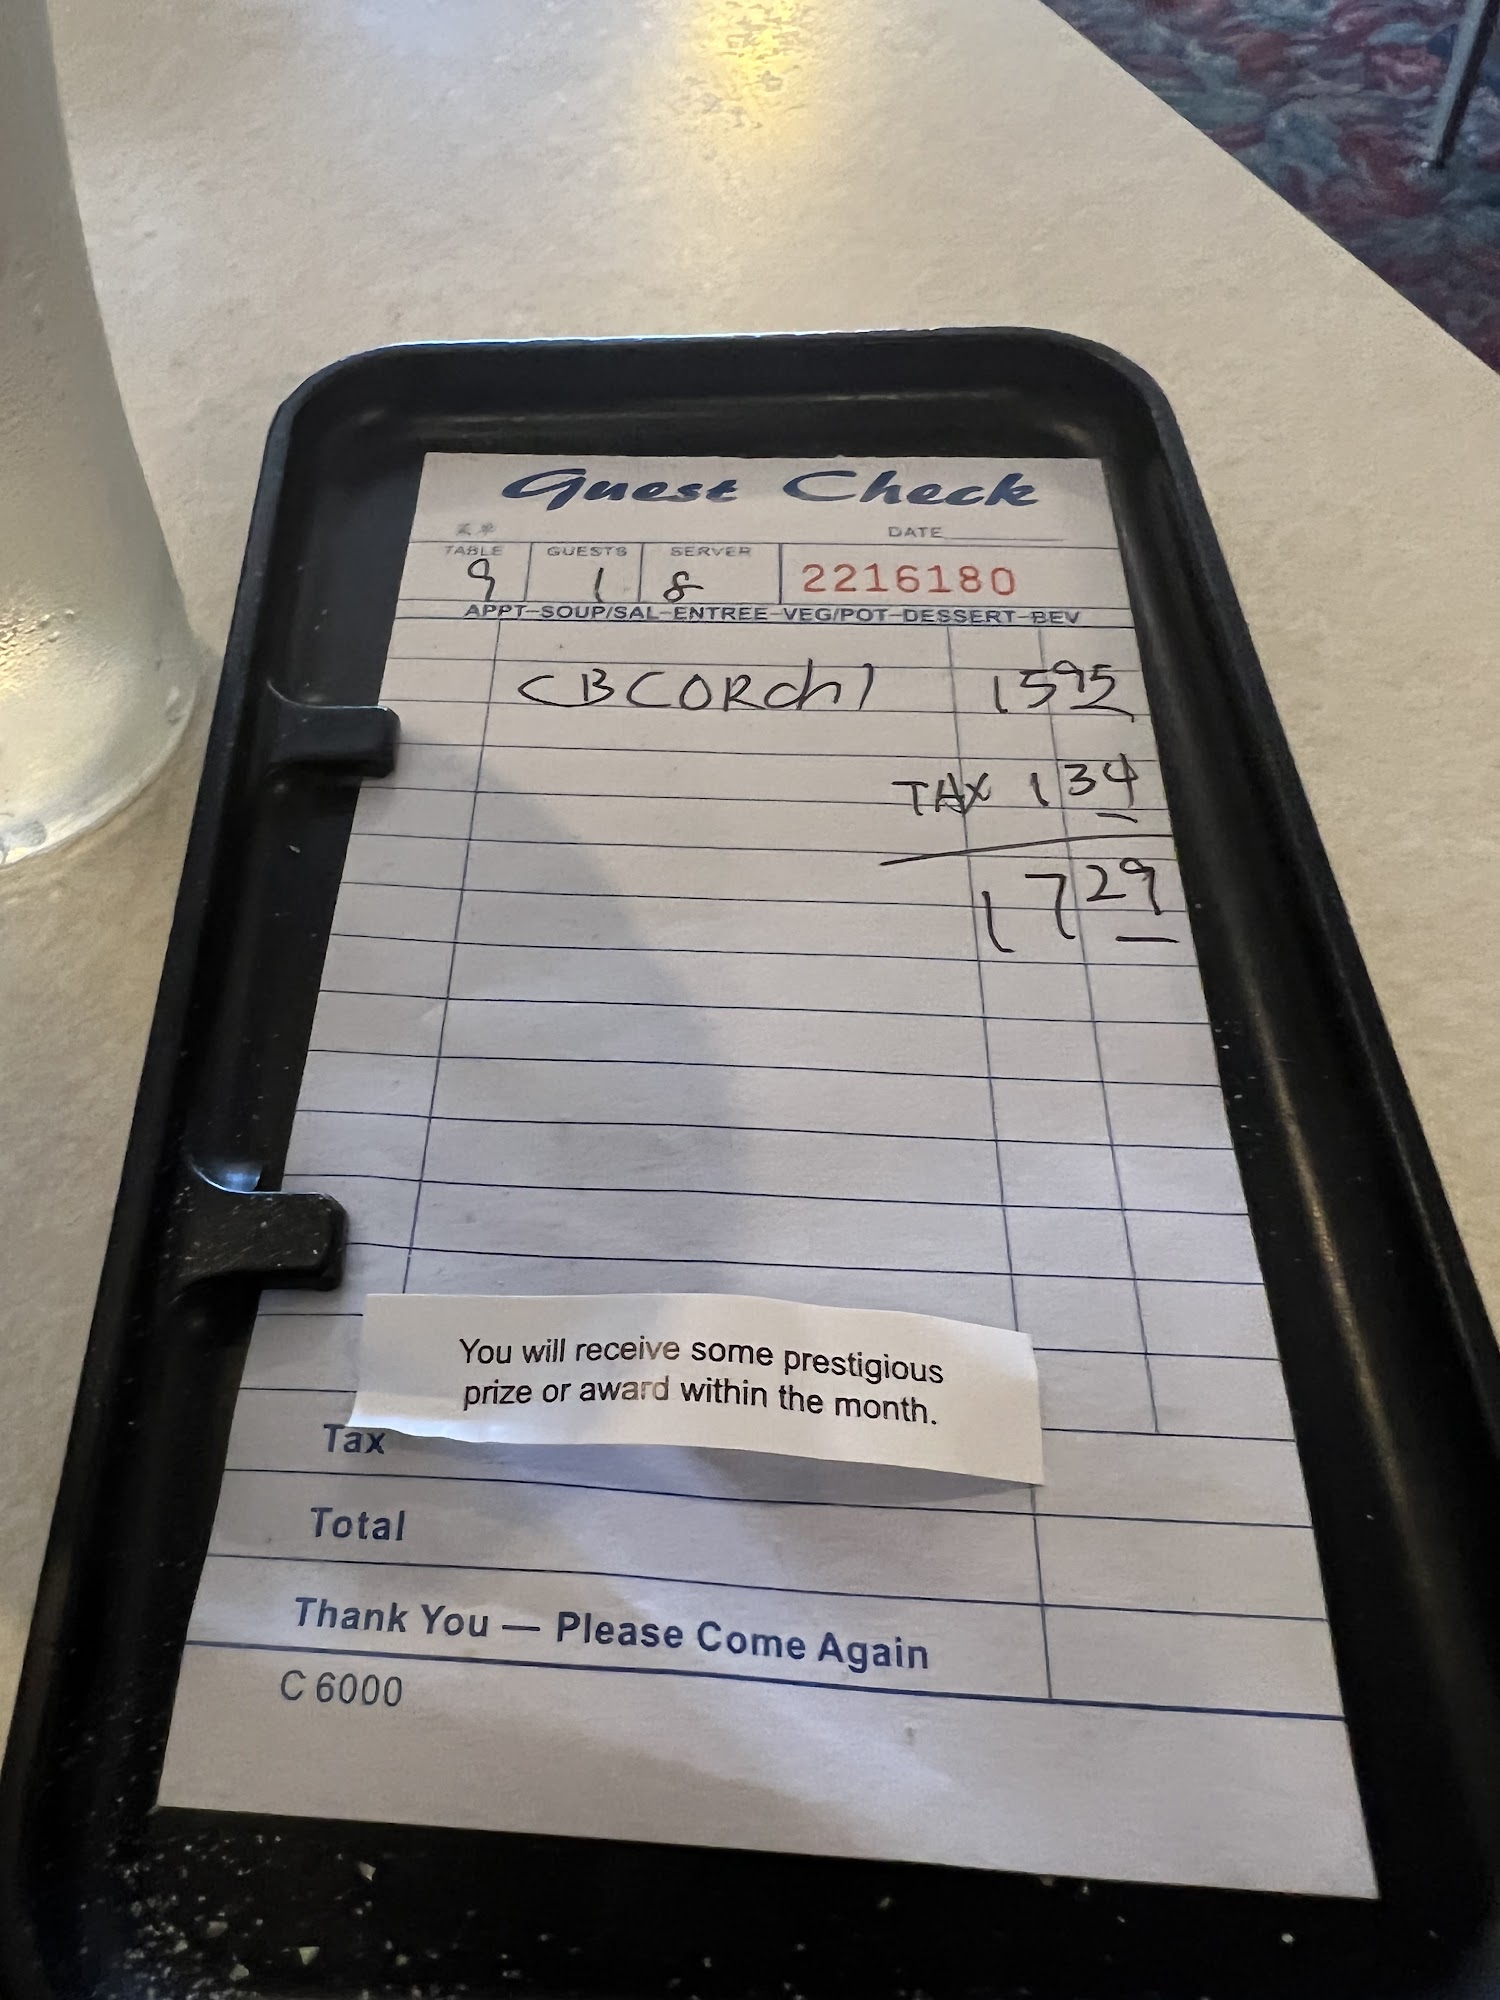 Guest Check
DATE
TABLE GUESTS SERVER
9 1 8 2216180
APPT-SOUP/SAL-ENTREE-VEG/POT-DESSERT-BEV
1595
TAX 134
1729
You will receive some prestigious
prize or award within the month.
Tax
Total
Thank You — Please Come Again
C 6000